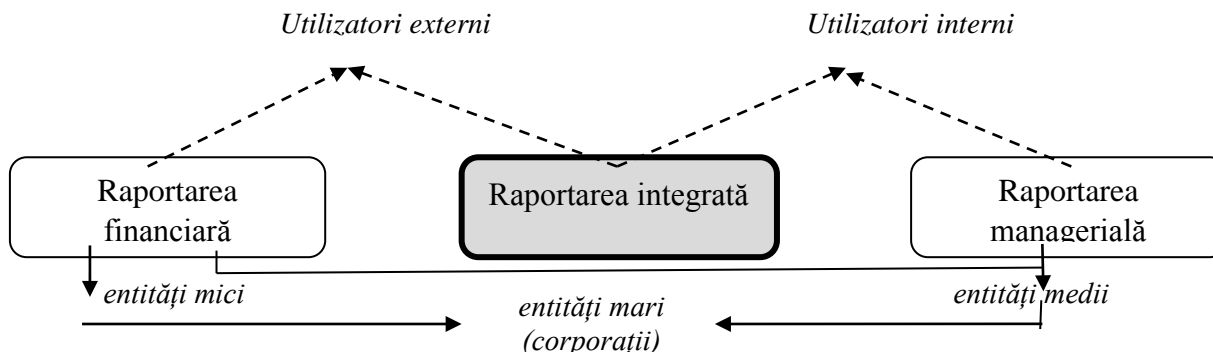 Utilizatori externi
Utilizatori interni
Raportarea
financiară
Raportarea integrată
Raportarea
managerială
entități mici
entități mari
(corporații)
entități medii